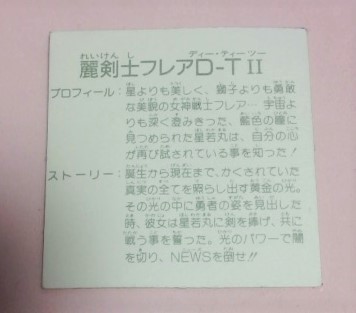 れいけんし ディー・ティーツー
麗剣士フレアD-TⅡ
プロフィール：星よりも美しく、獅子よりも勇敢
な美貌の女神戦士フレア…宇宙よ
りも深く澄みきった、藍色の瞳に
見つめられた星若丸は、自分の心
が再び試されている事を知った！
ストーリー：誕生から現在まで、かくされていた
真実の全てを照らし出す黄金の光。
その光の中に勇者の姿を見出した
時、彼女は星若丸に剣を捧げ、共に
戦う事を誓った。光のパワーで闇
を切り、NEWSを倒せ!!